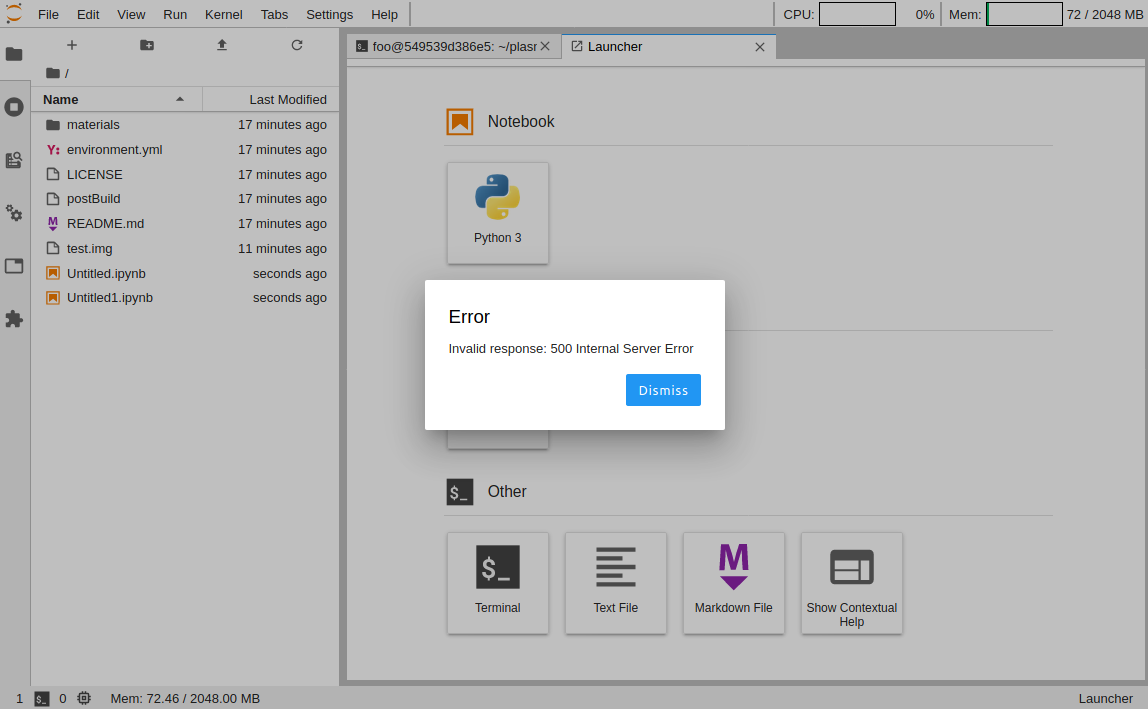 File Edit View Run Kernel Tabs Settings Help CPU: 0% Mem: 72 / 2048 MB
foo@549539d386e5: ~/plasm Launcher
/
Name Last Modified
materials 17 minutes ago
Y: environment.yml 17 minutes ago
LICENSE 17 minutes ago
postBuild 17 minutes ago
M README.md 17 minutes ago
test.img 11 minutes ago
Untitled.ipynb seconds ago
Untitled1.ipynb seconds ago
Notebook
Python 3
Error
Invalid response: 500 Internal Server Error
Dismiss
$_ Other
$_ M
Terminal Text File Markdown File Show Contextual
Help
1 $_ 0 Mem: 72.46 / 2048.00 MB Launcher